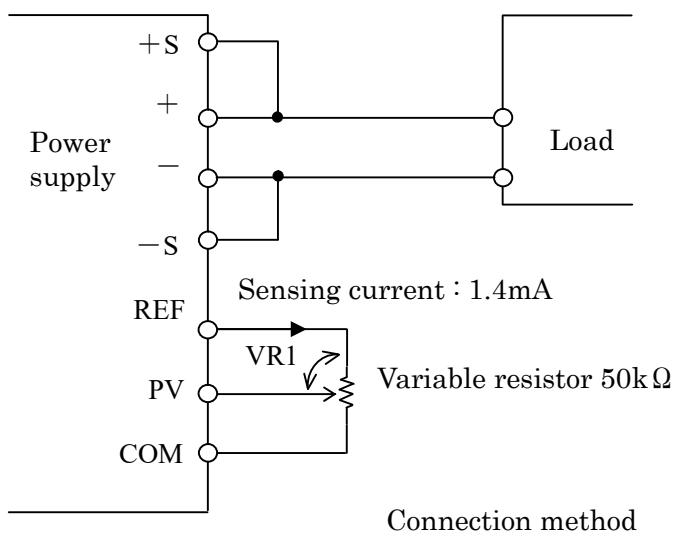 +S
+
Power
supply
Load
−
−S
Sensing current : 1.4mA
REF
VR1
PV
Variable resistor 50kΩ
COM
Connection method